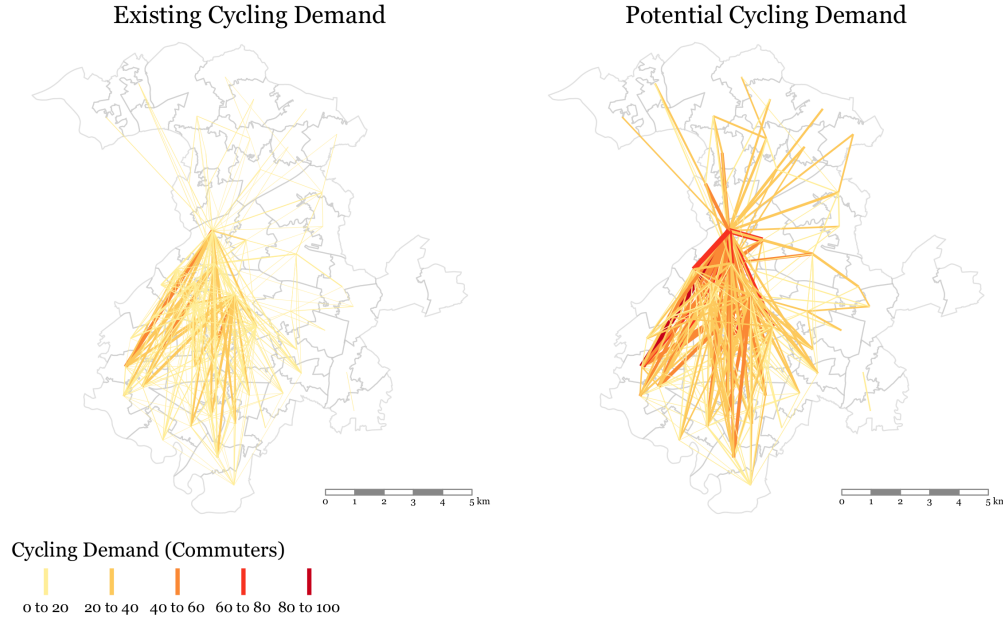 Existing Cycling Demand Potential Cycling Demand
0 1 2 3 4 5 km 0 1 2 3 4 5 km
Cycling Demand (Commuters)
0 to 20 20 to 40 40 to 60 60 to 80 80 to 100